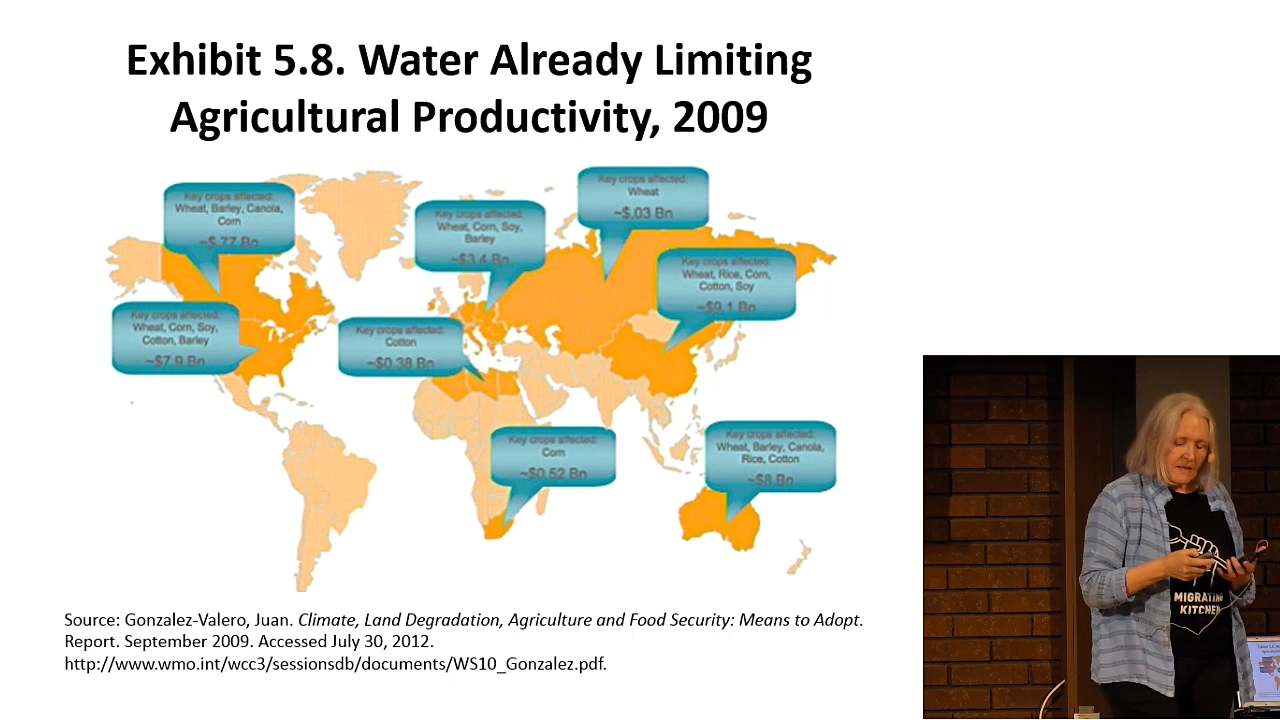 Exhibit 5.8. Water Already Limiting
Agricultural Productivity, 2009
Key crops affected:
Wheat
~$.03 Bn
Key crops affected:
Wheat, Barley, Canola,
Corn
~$.77 Bn
Key crops affected:
Wheat, Corn, Soy,
Barley
~$3.4 Bn
Key crops affected:
Wheat, Rice, Corn,
Cotton, Soy
~$9.1 Bn
Key crops affected:
Wheat, Corn, Soy,
Cotton, Barley
~$7.9 Bn
Key crops affected:
Cotton
~$0.38 Bn
Key crops affected:
Corn
~$0.52 Bn
Key crops affected:
Wheat, Barley, Canola,
Rice, Cotton
~$8 Bn
Source: Gonzalez-Valero, Juan. Climate, Land Degradation, Agriculture and Food Security: Means to Adopt.
Report. September 2009. Accessed July 30, 2012.
http://www.wmo.int/wcc3/sessionsdb/documents/WS10_Gonzalez.pdf.
MIGRATING
KITCHEN